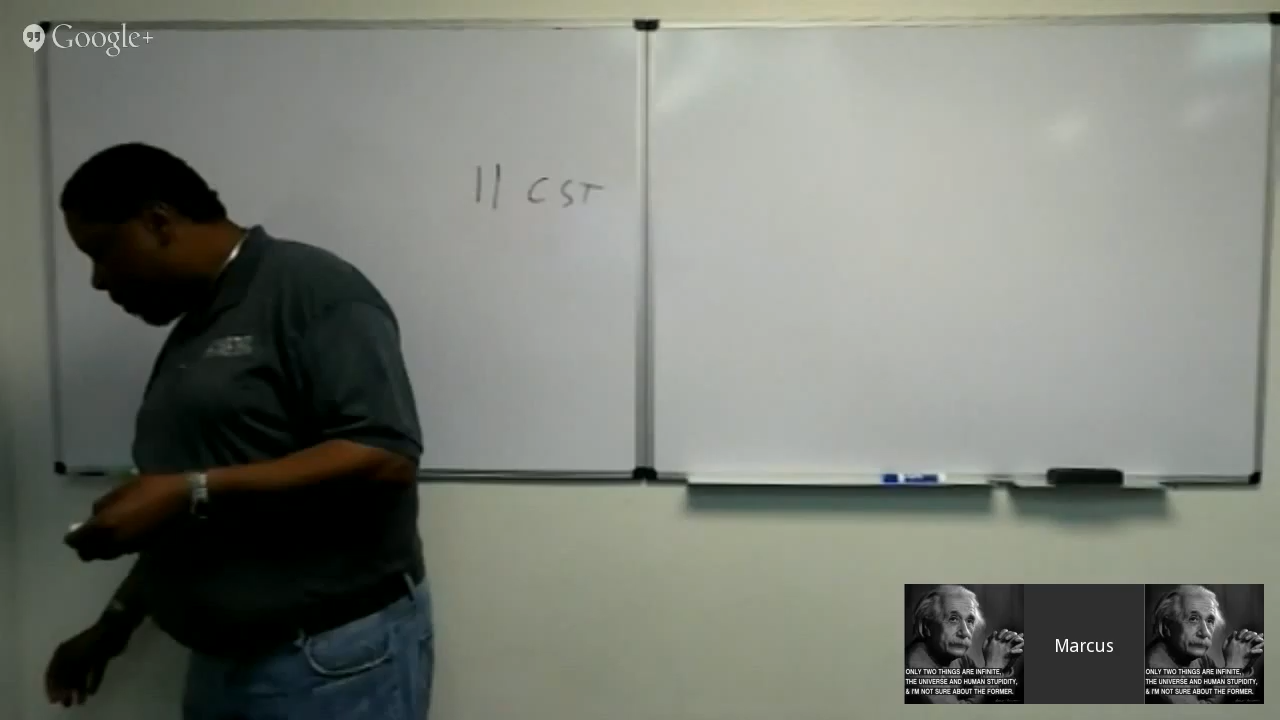 Google+
11 CST
Marcus
ONLY TWO THINGS ARE INFINITE,
THE UNIVERSE AND HUMAN STUPIDITY,
& I'M NOT SURE ABOUT THE FORMER.
ONLY TWO THINGS ARE INFINITE,
THE UNIVERSE AND HUMAN STUPIDITY,
& I'M NOT SURE ABOUT THE FORMER.